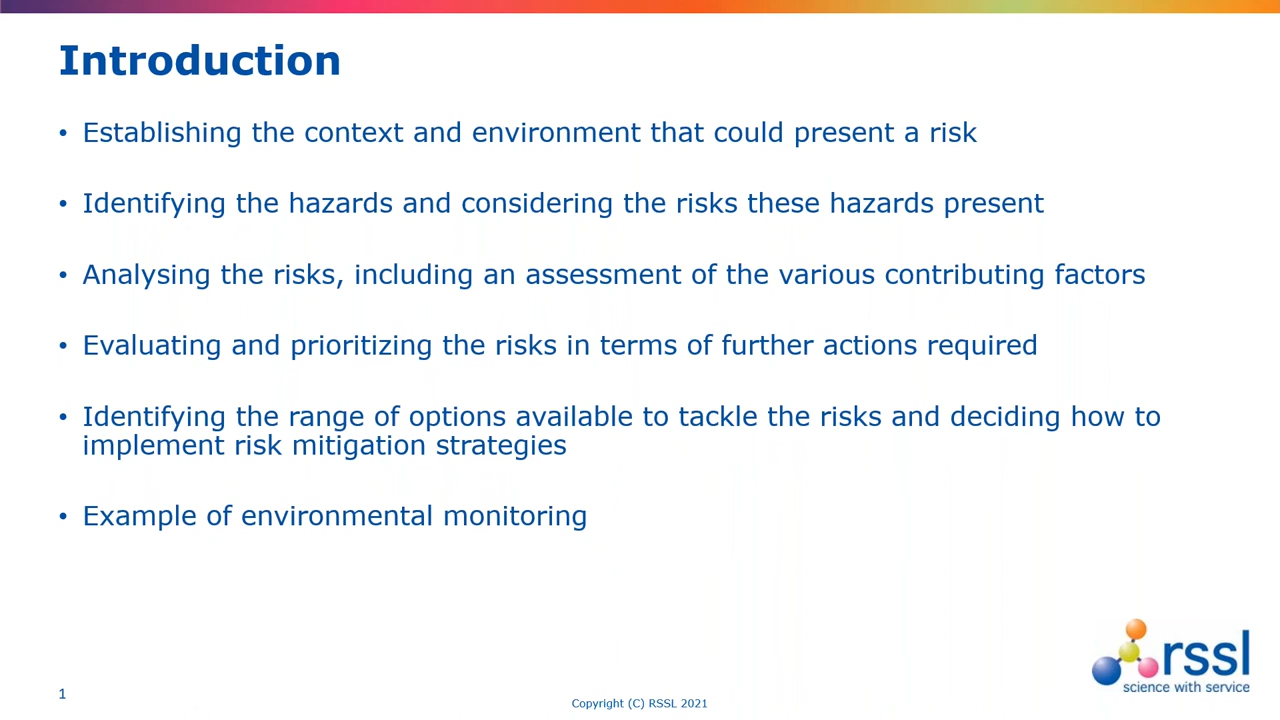 Introduction
• Establishing the context and environment that could present a risk
• Identifying the hazards and considering the risks these hazards present
• Analysing the risks, including an assessment of the various contributing factors
• Evaluating and prioritizing the risks in terms of further actions required
• Identifying the range of options available to tackle the risks and deciding how to
implement risk mitigation strategies
• Example of environmental monitoring
rssl
science with service
1
Copyright (C) RSSL 2021